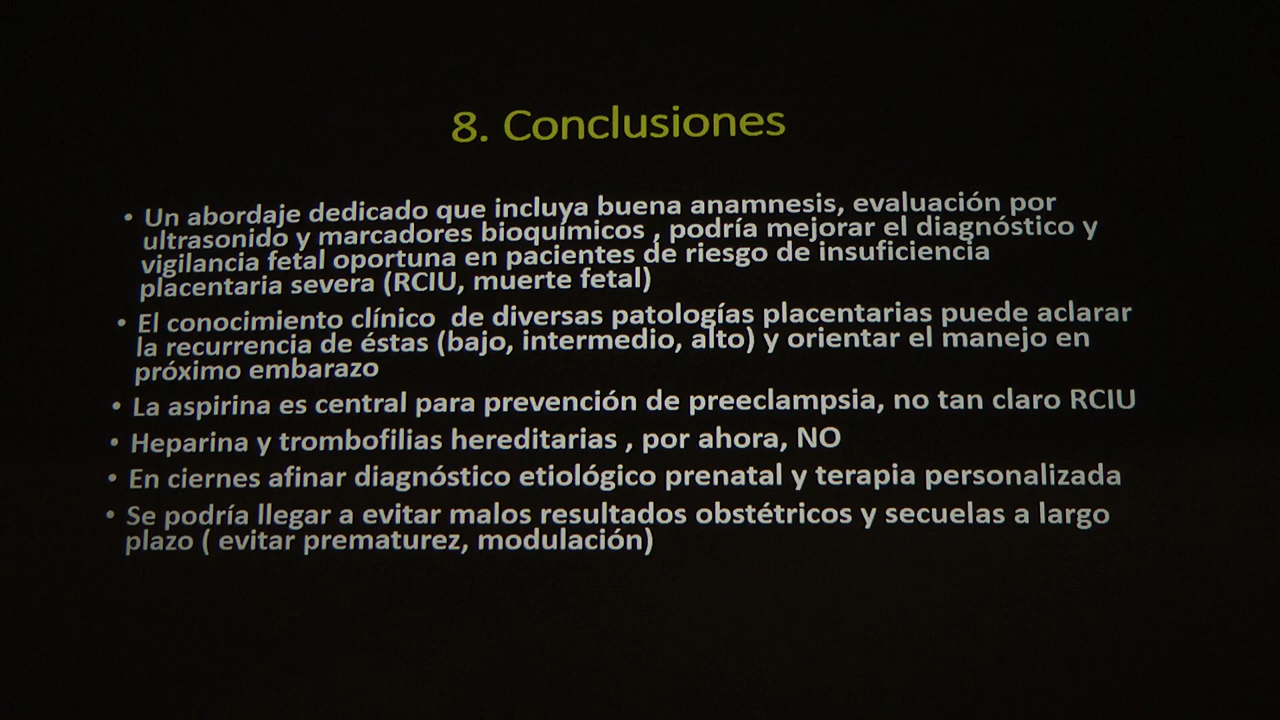 8. Conclusiones
• Un abordaje dedicado que incluya buena anamnesis, evaluación por
ultrasonido y marcadores bioquímicos , podría mejorar el diagnóstico y
vigilancia fetal oportuna en pacientes de riesgo de insuficiencia
placentaria severa (RCIU, muerte fetal)
• El conocimiento clínico de diversas patologías placentarias puede aclarar
la recurrencia de éstas (bajo, intermedio, alto) y orientar el manejo en
próximo embarazo
• La aspirina es central para prevención de preeclampsia, no tan claro RCIU
• Heparina y trombofilias hereditarias , por ahora, NO
• En ciernes afinar diagnóstico etiológico prenatal y terapia personalizada
• Se podría llegar a evitar malos resultados obstétricos y secuelas a largo
plazo ( evitar prematurez, modulación)